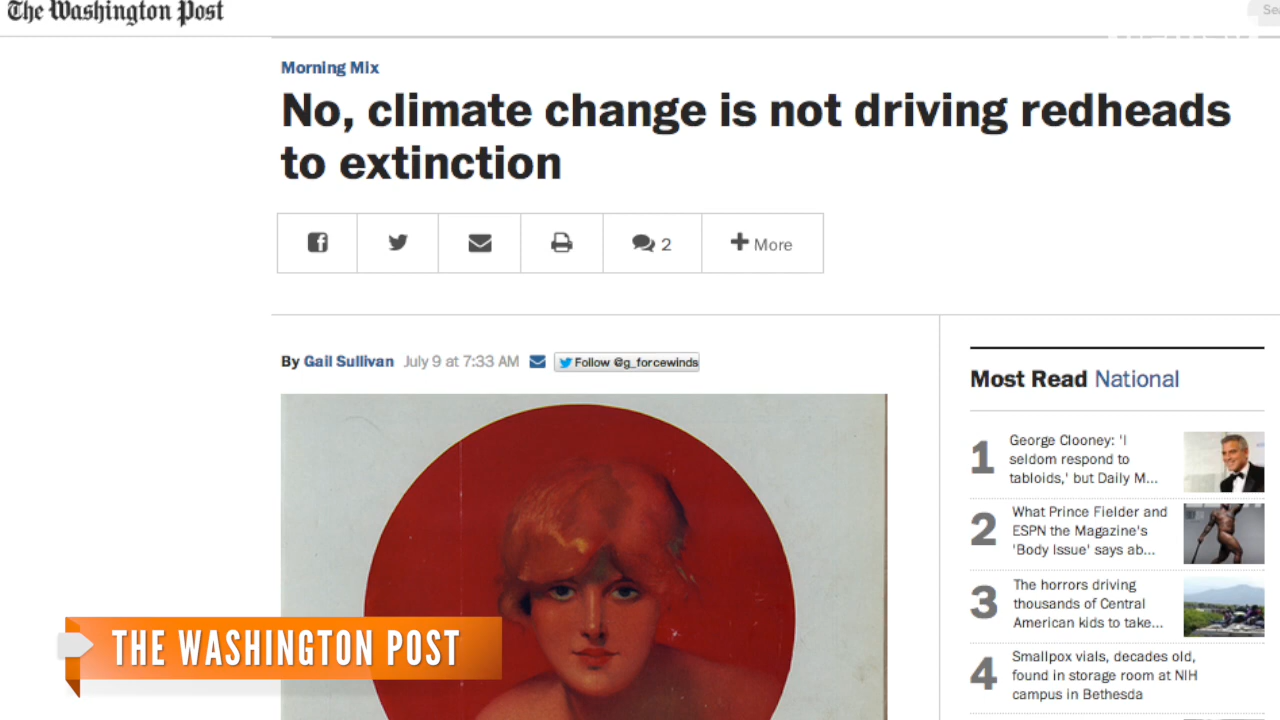 The Washington Post
Morning Mix
No, climate change is not driving redheads
to extinction
2
More
By Gail Sullivan July 9 at 7:33 AM
Follow @g_forcewinds
Most Read National
1
George Clooney: 'I
seldom respond to
tabloids,' but Daily M...
2
What Prince Fielder and
ESPN the Magazine's
'Body Issue' says ab...
3
The horrors driving
thousands of Central
American kids to take...
4
Smallpox vials, decades old,
found in storage room at NIH
campus in Bethesda
THE WASHINGTON POST